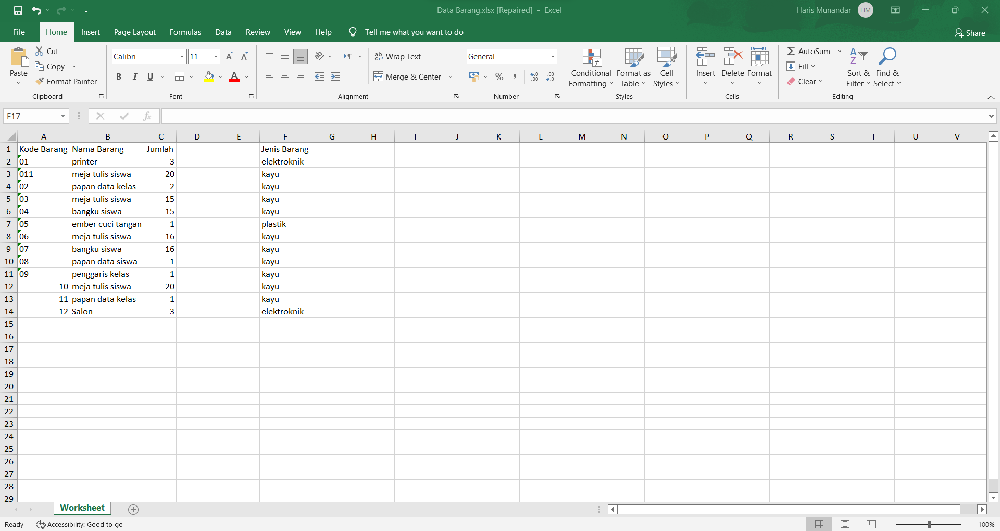 Data Barang.xlsx [Repaired] - Excel
Haris Munandar HM
File Home Insert Page Layout Formulas Data Review View Help Tell me what you want to do Share
Paste
Cut
Copy
Format Painter
Clipboard
Calibri 11
B I U
Font
Wrap Text
Merge & Center
Alignment
General
Number
Conditional Formatting
Format as Table
Cell Styles
Styles
Insert Delete Format
Cells
AutoSum
Fill
Clear
Sort & Filter
Find & Select
Editing
F17
A B C D E F G H I J K L M N O P Q R S T U V
1 Kode Barang Nama Barang Jumlah Jenis Barang
2 01 printer 3 elektroknik
3 011 meja tulis siswa 20 kayu
4 02 papan data kelas 2 kayu
5 03 meja tulis siswa 15 kayu
6 04 bangku siswa 15 kayu
7 05 ember cuci tangan 1 plastik
8 06 meja tulis siswa 16 kayu
9 07 bangku siswa 16 kayu
10 08 papan data siswa 1 kayu
11 09 penggaris kelas 1 kayu
12 10 meja tulis siswa 20 kayu
13 11 papan data kelas 1 kayu
14 12 Salon 3 elektroknik
15
16
17
18
19
20
21
22
23
24
25
26
27
28
29
Worksheet
Ready Accessibility: Good to go 100%